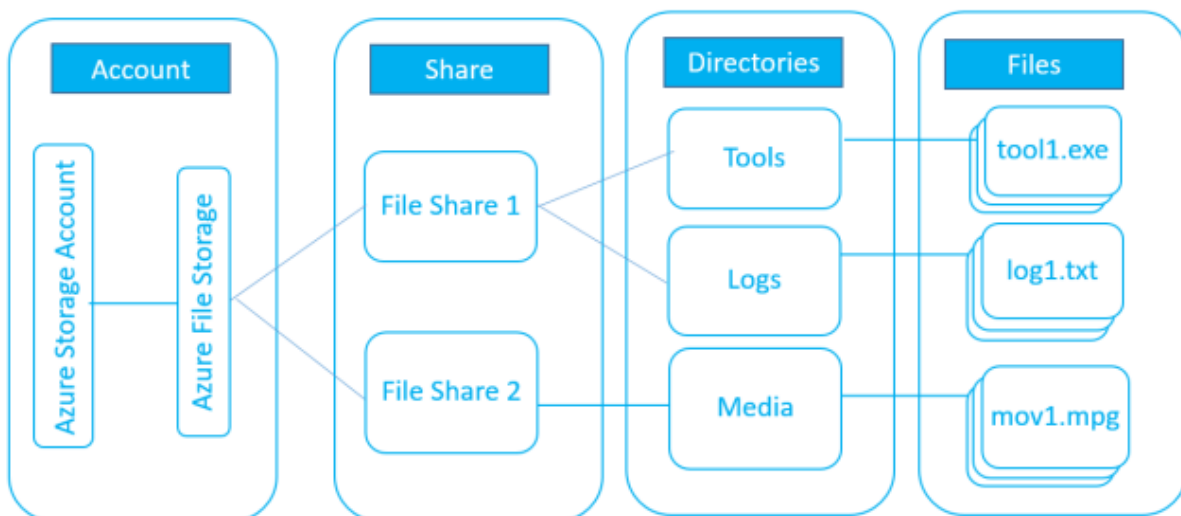 Account
Azure Storage Account
Azure File Storage
Share
File Share 1
File Share 2
Directories
Tools
Logs
Media
Files
tool1.exe
log1.txt
mov1.mpg